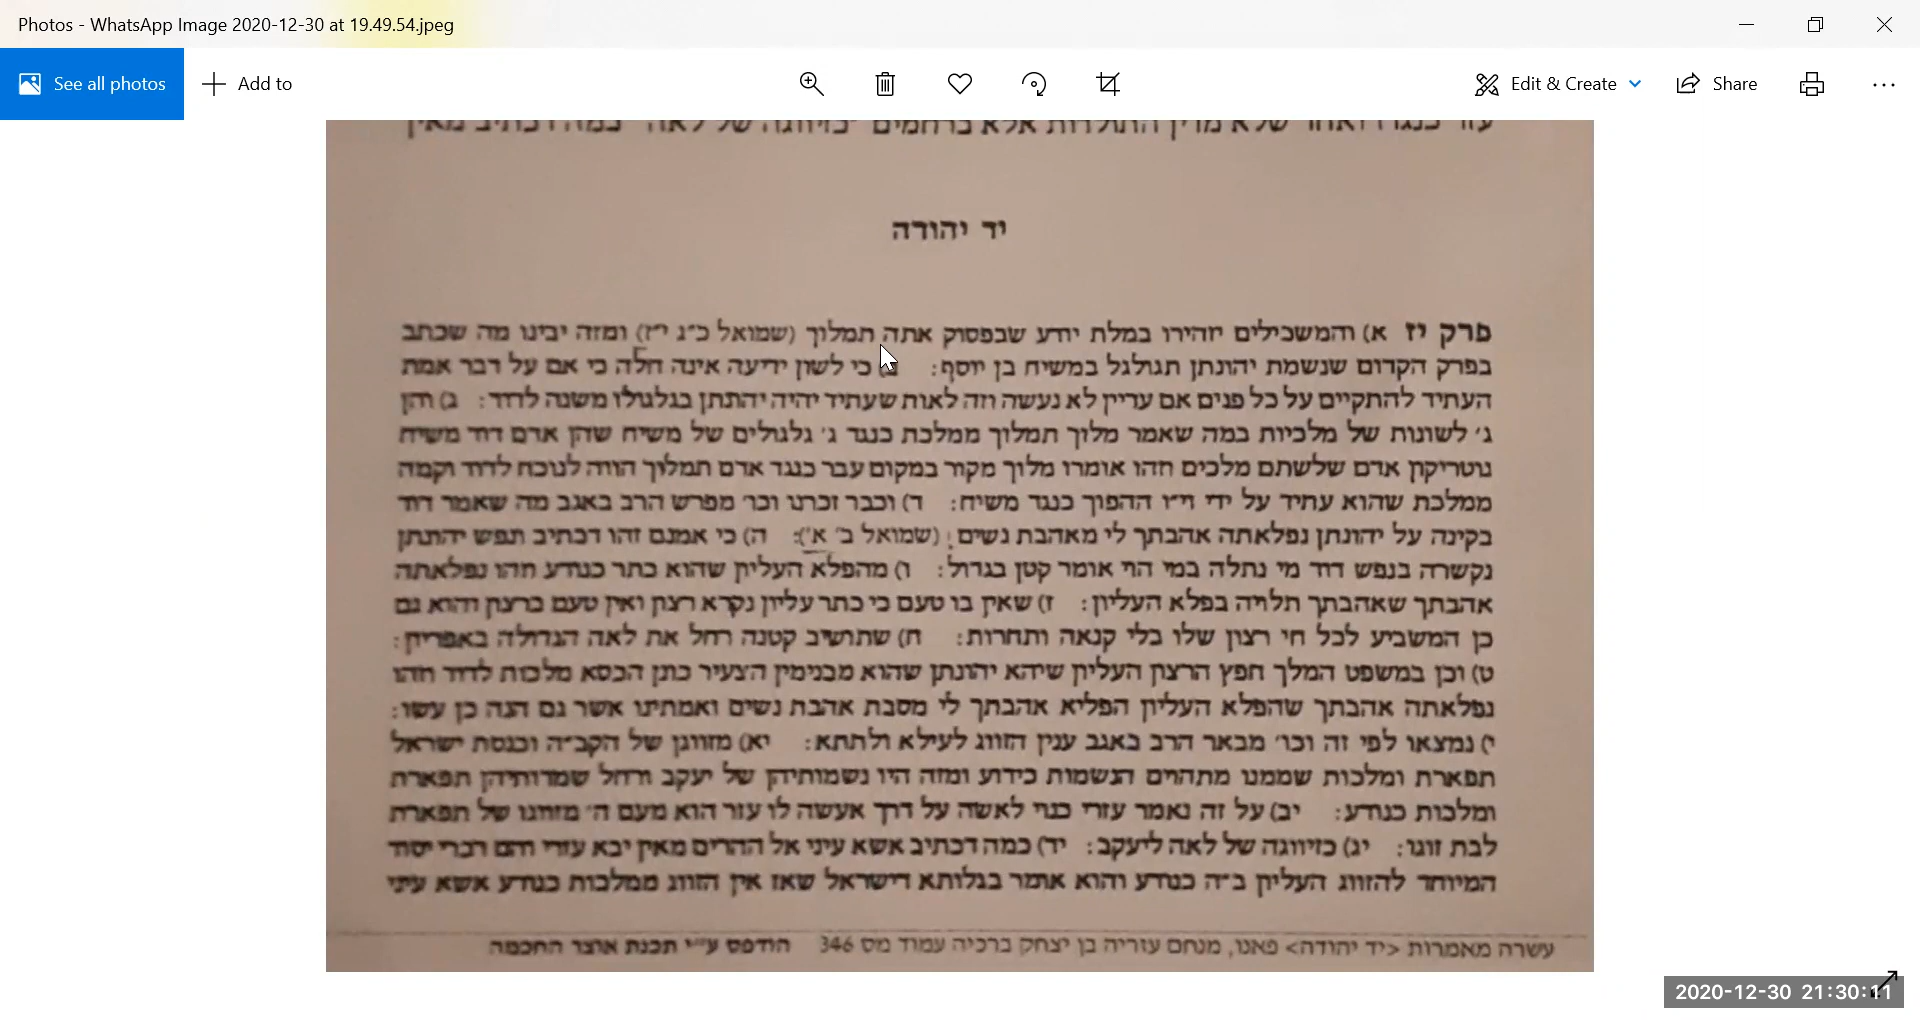 Photos - WhatsApp Image 2020-12-30 at 19.49.54.jpeg
See all photos
Add to
Edit & Create
Share
יד יהודה
פרק יז א) והמשכילים יזהירו במלת יודע שבפסוק אתה תמלוך (שמואל כ"ג י"ז) ומזה יבינו מה שכתב
בפרק הקדום שנשמת יהונתן תגולגל במשיח בן יוסף: כי לשון ידיעה אינה חלה כי אם על דבר אמת
העתיד להתקיים על כל פנים אם עדיין לא נעשה וזה לאות שעתיד יהיה יהונתן בגלגולו משנה לדוד: ג) והן
ג' לשונות של מלכיות במה שאמר מלוך תמלוך ממלכת כנגד ג' גלגולים של משיח שהן אדם דוד משיח
נוטריקון אדם שלשתם מלכים וזהו אומרו מלוך מקור במקום עבר כנגד אדם תמלוך הווה לנוכח לדוד וקמה
ממלכת שהוא עתיד על ידי וי"ו ההפוך כנגד משיח: ד) וכבר זכרנו וכו' מפרש הרב באגב מה שאמר דוד
בקינה על יהונתן נפלאתה אהבתך לי מאהבת נשים: (שמואל ב' א'): ה) כי אמנם זהו דכתיב תפש יהונתן
נקשרה בנפש דוד מי נתלה במי הוי אומר קטן בגדול: ו) מהפלא העליון שהוא כתר כנודע וזהו נפלאתה
אהבתך שאהבתך תלויה בפלא העליון: ז) שאין בו טעם כי כתר עליון נקרא רצון ואין טעם ברצון והוא גם
כן המשביע לכל חי רצון שלו בלי קנאה ותחרות: ח) שתושיב קטנה רחל את לאה הגדולה באפריון:
ט) וכן במשפט המלך חפץ הרצון העליון שיהא יהונתן שהוא מבנימין הצעיר כתנן הכסא מלכות לדוד וזהו
נפלאתה אהבתך שהפלא העליון הפליא אהבתך לי מסבת אהבת נשים ואמתינו אשר גם הנה כן עשו:
י) נמצאו לפי זה וכו' מבאר הרב באגב ענין הזווג לעילא ולתתא: יא) מזווגן של הקב"ה וכנסת ישראל
תפארת ומלכות שממנו מתהוים הנשמות כידוע ומזה היו נשמותיהן של יעקב ורחל שמדותיהן תפארת
ומלכות כנודע: יב) על זה נאמר עזרי כנוי לאשה על דרך אעשה לו עזר הוא מעם ה' מזווגו של תפארת
לבת זוגו: יג) כזיווגה של לאה ליעקב: יד) כמה דכתיב אשא עיני אל ההרים מאין יבא עזרי והם דברי יסוד
המיוחד להזווג העליון ב"ה כנודע והוא אומר בגלותא דישראל שאז אין הזווג ממלכות כנודע אשא עיני
עשרה מאמרות <יד יהודה> פאנו, מנחם עזריה בן יצחק ברכיה עמוד מס 346 הודפס ע"י תכנת אוצר החכמה
2020-12-30 21:30:11